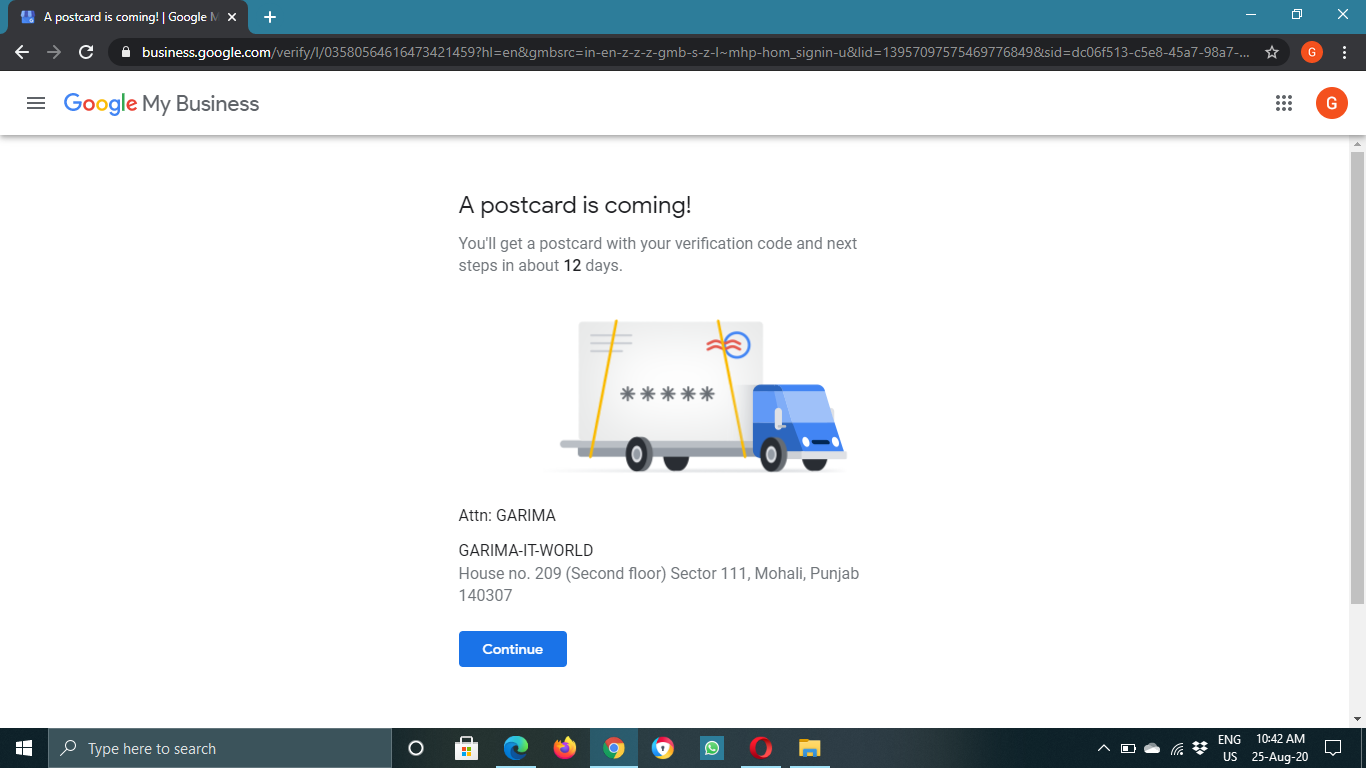 A postcard is coming! | Google M
business.google.com/verify/l/03580564616473421459?hl=en&gmbsrc=in-en-z-z-z-gmb-s-z-l~mhp-hom_signin-u&lid=13957097575469776849&sid=dc06f513-c5e8-45a7-98a7-...
G
Google My Business
G
A postcard is coming!
You'll get a postcard with your verification code and next
steps in about 12 days.
*****
Attn: GARIMA
GARIMA-IT-WORLD
House no. 209 (Second floor) Sector 111, Mohali, Punjab
140307
Continue
Type here to search
ENG
US
10:42 AM
25-Aug-20